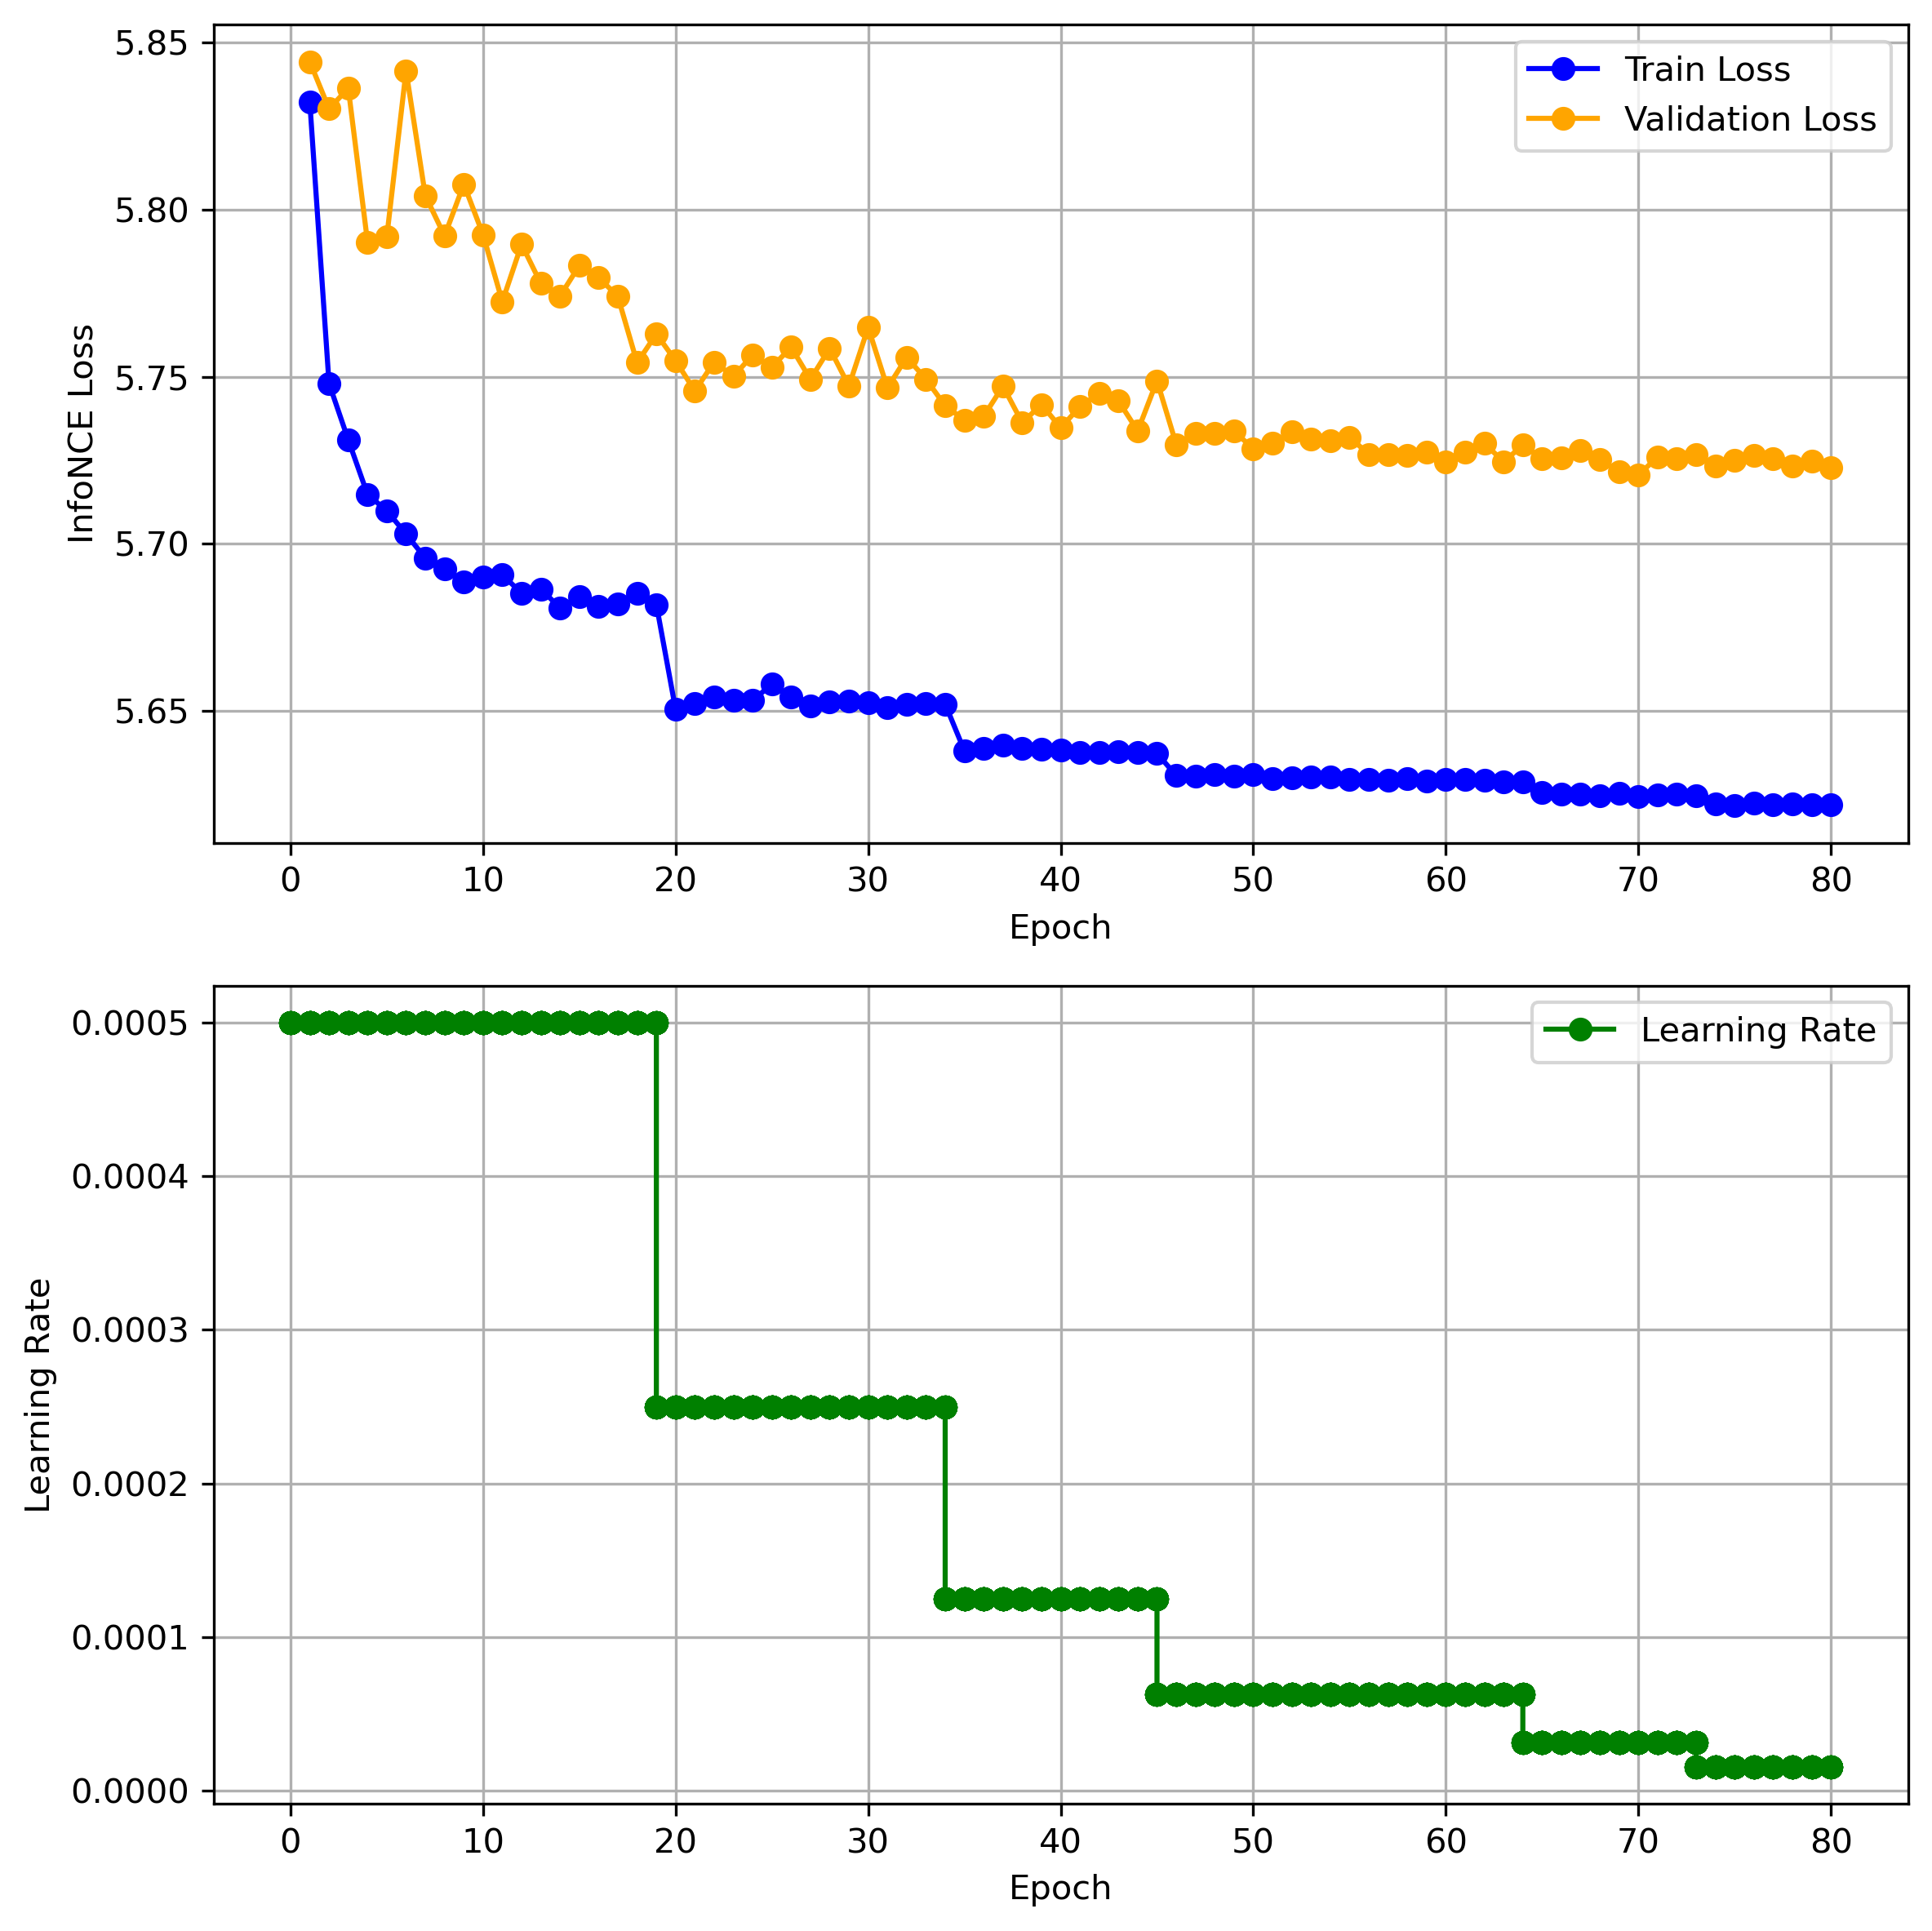 5.85
5.80
5.75
5.70
5.65
InfoNCE Loss
Train Loss
Validation Loss
0 10 20 30 40 50 60 70 80
Epoch
0.0005
0.0004
0.0003
0.0002
0.0001
0.0000
Learning Rate
Learning Rate
0 10 20 30 40 50 60 70 80
Epoch